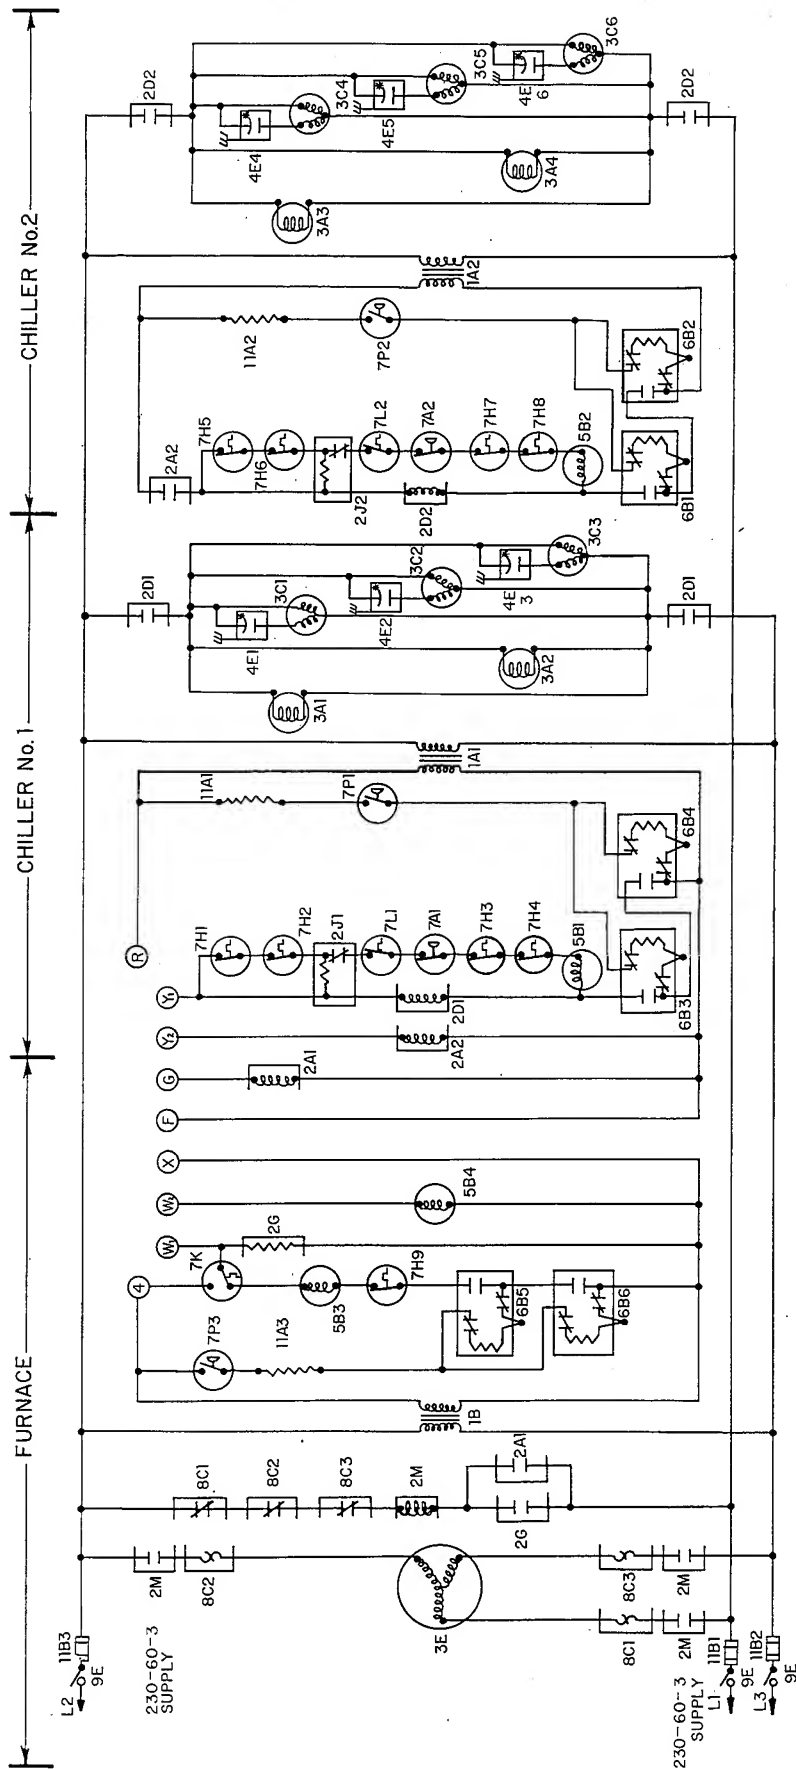 FURNACE
CHILLER No.1
CHILLER No.2
L2
11B3
9E
230-60-3
SUPPLY
2M
8C2
8C1
8C2
8C3
2M
2A1
2G
3E
8C3
2M
8C1
2M
230-60-3
SUPPLY
L1
11B1
9E
L3
11B2
9E
1B
7P3
11A3
4
7K
5B3
7H9
6B5
6B6
W1
2G
W2
5B4
X
F
G
2A1
Y2
2A2
Y1
2D1
R
7H1
7H2
2J1
7L1
7A1
7H3
7H4
5B1
6B3
6B4
11A1
7P1
1A1
2D1
3A1
3A2
4E1
3C1
4E2
3C2
4E
3
3C3
2D1
2A2
7H5
7H6
2J2
7L2
7A2
7H7
7H8
5B2
2D2
6B1
6B2
11A2
7P2
1A2
2D2
3A3
3A4
4E4
3C4
4E5
3C5
4E
6
3C6
2D2